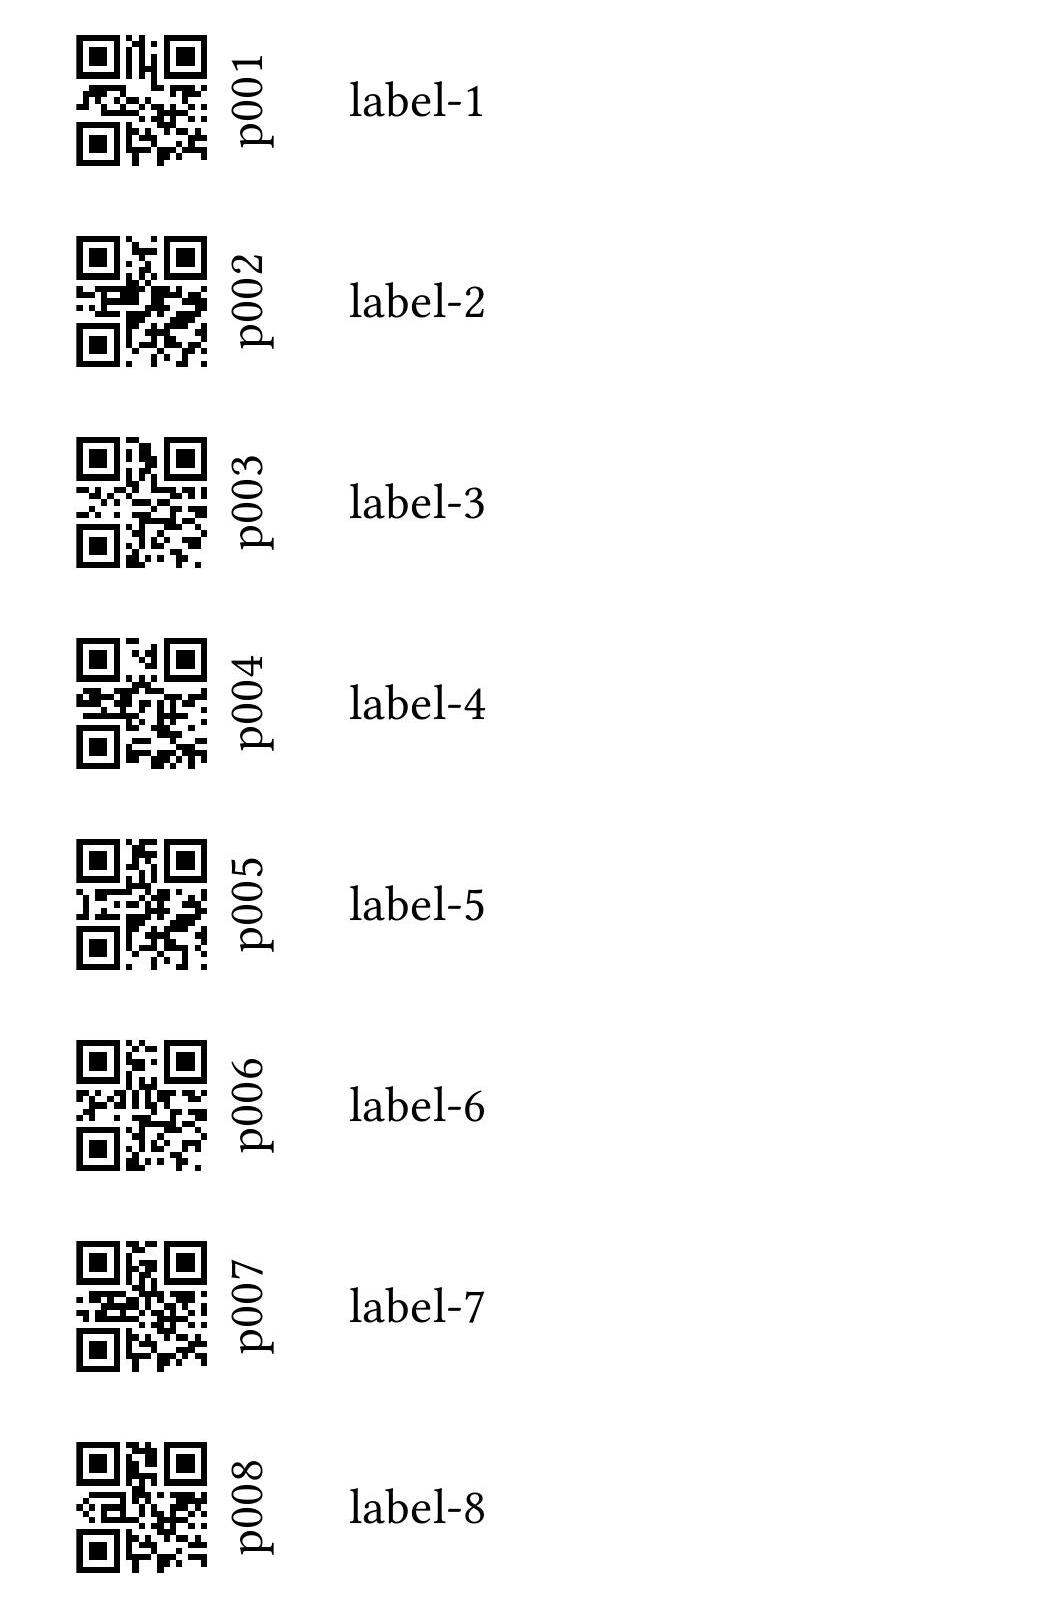 p001 label-1
p002 label-2
p003 label-3
p004 label-4
p005 label-5
p006 label-6
p007 label-7
p008 label-8